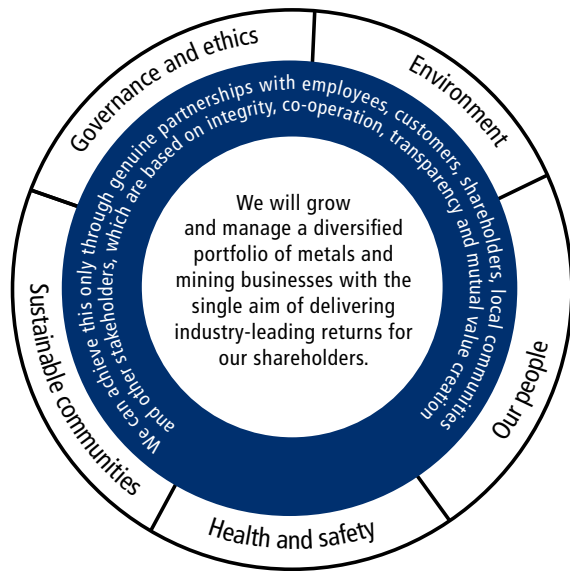 Governance and ethics
Environment
Our people
Health and safety
Sustainable communities
We can achieve this only through genuine partnerships with employees, customers, shareholders, local communities
and other stakeholders, which are based on integrity, co-operation, transparency and mutual value creation
We will grow
and manage a diversified
portfolio of metals and
mining businesses with the
single aim of delivering
industry-leading returns for
our shareholders.